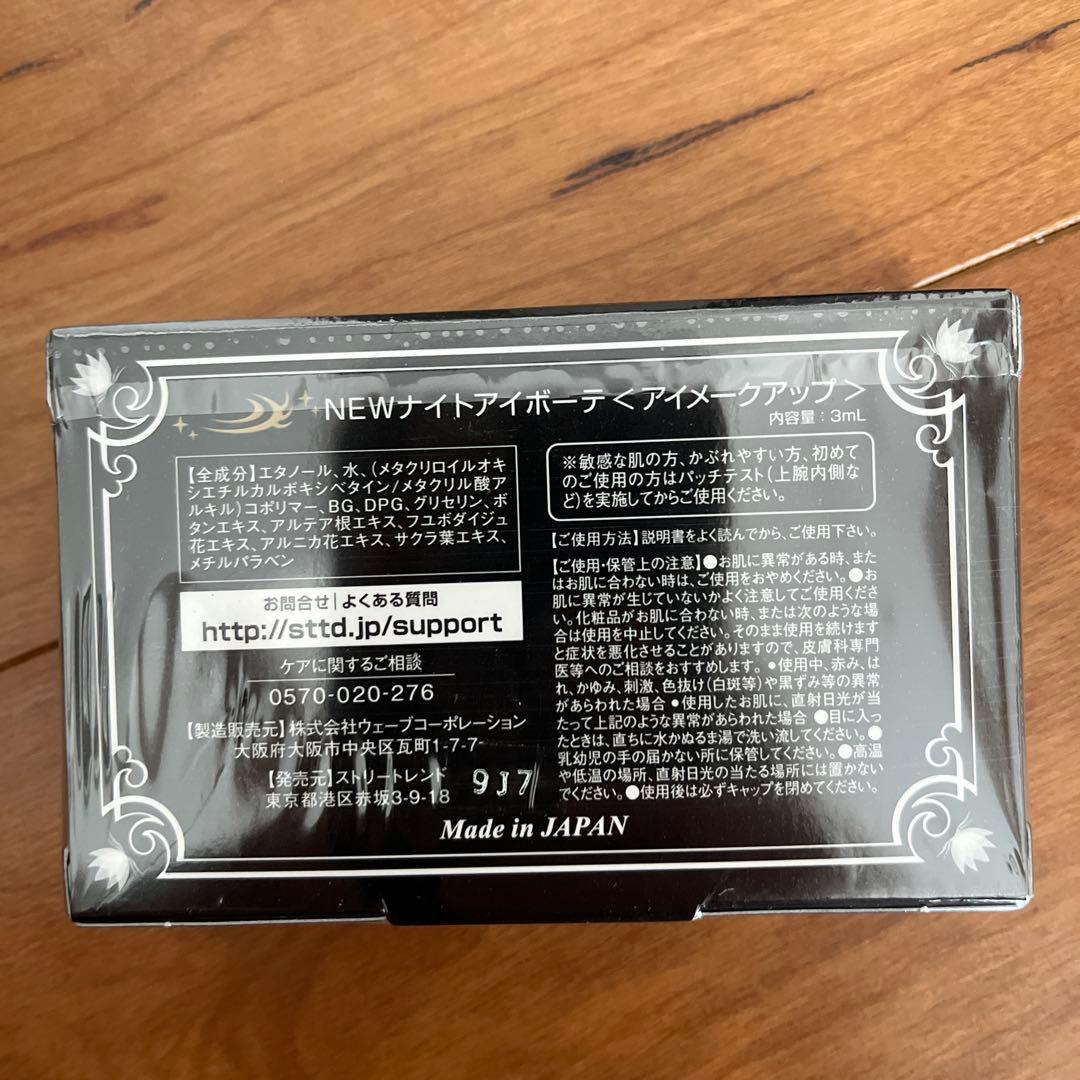 NEWナイトアイボーテ＜アイメークアップ＞
内容量：3mL
【全成分】エタノール、水、(メタクリロイルオキ
シエチルカルボキシベタイン/メタクリル酸ア
ルキル)コポリマー、BG、DPG、グリセリン、ボ
タンエキス、アルテア根エキス、フユボダイジュ
花エキス、アルニカ花エキス、サクラ葉エキス、
メチルパラベン
お問合せ|よくある質問
http://sttd.jp/support
ケアに関するご相談
0570-020-276
【製造販売元】株式会社ウェーブコーポレーション
大阪府大阪市中央区瓦町1-7-7
【発売元】ストリートレンド
東京都港区赤坂3-9-18
9J7
※敏感な肌の方、かぶれやすい方、初めて
のご使用の方はパッチテスト(上腕内側な
ど)を実施してからご使用ください。
【ご使用方法】説明書をよく読んでから、ご使用下さい。
【ご使用・保管上の注意】●お肌に異常がある時、また
はお肌に合わない時は、ご使用をおやめください。●お
肌に異常が生じていないかよく注意してご使用くださ
い。化粧品がお肌に合わない時、または次のような場
合は使用を中止してください。そのまま使用を続けます
と症状を悪化させることがありますので、皮膚科専門
医等へのご相談をおすすめします。●使用中、赤み、は
れ、かゆみ、刺激、色抜け(白斑等)や黒ずみ等の異常
があらわれた場合●使用したお肌に、直射日光が当
たって上記のような異常があらわれた場合●目に入っ
たときは、直ちに水かぬるま湯で洗い流してください。●
乳幼児の手の届かない所に保管してください。●高温
や低温の場所、直射日光の当たる場所には置かない
でください。●使用後は必ずキャップを閉めてください。
Made in JAPAN